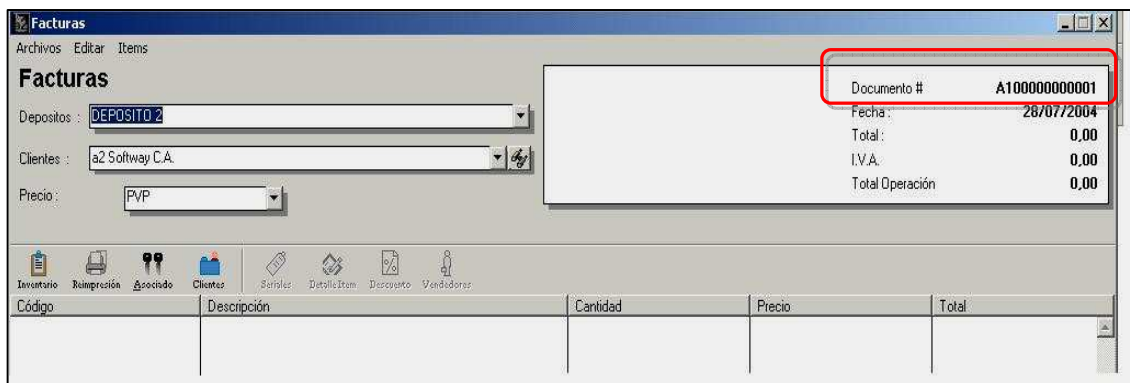 Facturas
Archivos Editar Items
Facturas
Depositos : DEPOSITO 2
Clientes : a2 Softway C.A.
Precio : PVP
Documento # A100000000001
Fecha : 28/07/2004
Total : 0,00
I.V.A. 0,00
Total Operación 0,00
Inventario Reimpresión Asociado Clientes Seriales Detalle Item Descuento Vendedores
Código Descripción Cantidad Precio Total